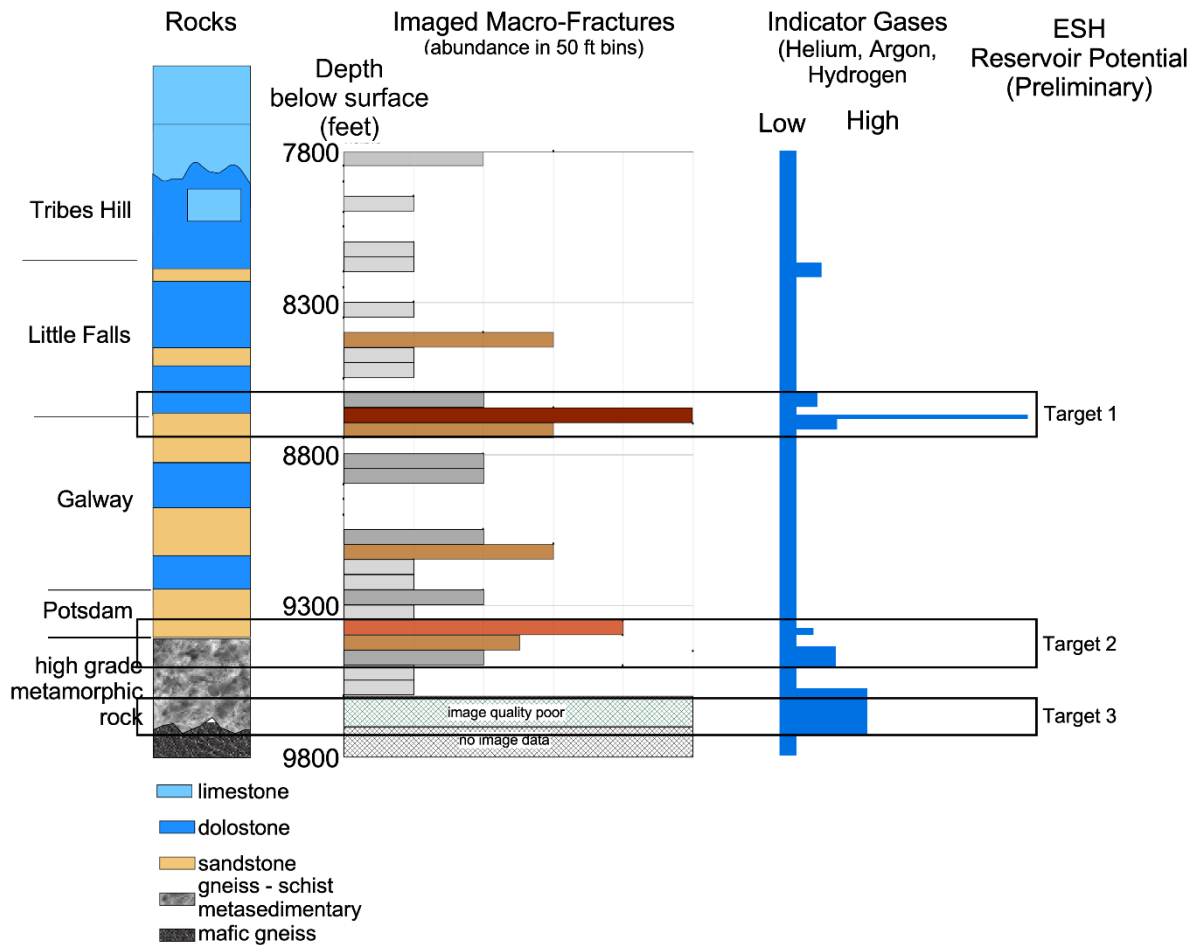 Rocks
Imaged Macro-Fractures
(abundance in 50 ft bins)
Indicator Gases
(Helium, Argon,
Hydrogen
ESH
Reservoir Potential
(Preliminary)
Depth
below surface
(feet)
Low
High
7800
Tribes Hill
8300
Little Falls
Target 1
8800
Galway
9300
Potsdam
Target 2
high grade
metamorphic
rock
image quality poor
Target 3
no image data
9800
limestone
dolostone
sandstone
gneiss - schist
metasedimentary
mafic gneiss